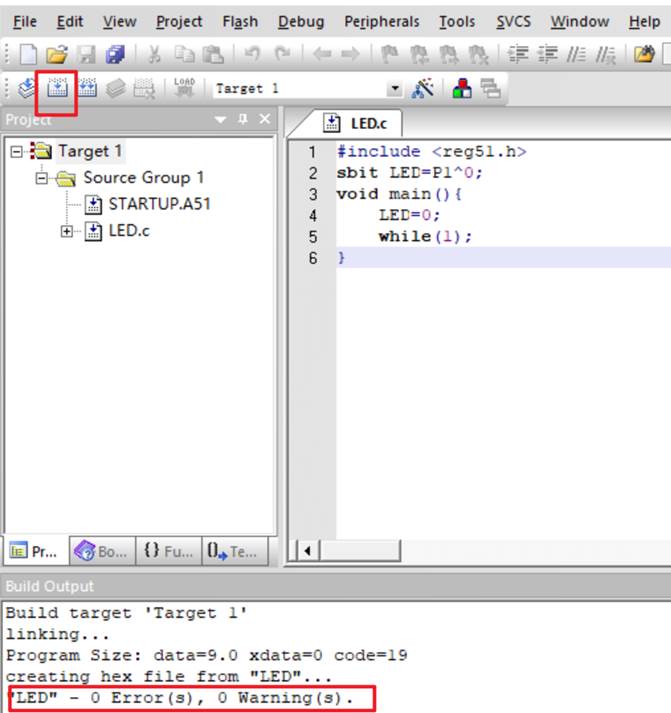 File Edit View Project Flash Debug Peripherals Tools SVCS Window Help
LOAD Target 1
Project
LED.c
Target 1
Source Group 1
STARTUP.A51
LED.c
1 #include <reg51.h>
2 sbit LED=P1^0;
3 void main(){
4 LED=0;
5 while(1);
6 }
Pr... Bo... {} Fu... 0 Te...
Build Output
Build target 'Target 1'
linking...
Program Size: data=9.0 xdata=0 code=19
creating hex file from "LED"...
"LED" - 0 Error(s), 0 Warning(s).